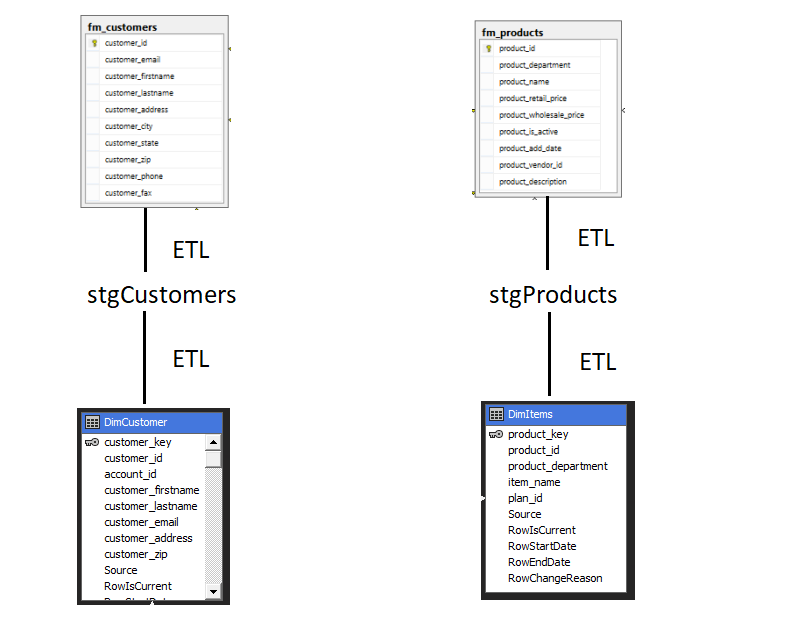 fm_customers
customer_id
customer_email
customer_firstname
customer_lastname
customer_address
customer_city
customer_state
customer_zip
customer_phone
customer_fax
ETL
stgCustomers
ETL
DimCustomer
customer_key
customer_id
account_id
customer_firstname
customer_lastname
customer_email
customer_address
customer_zip
Source
RowIsCurrent
fm_products
product_id
product_department
product_name
product_retail_price
product_wholesale_price
product_is_active
product_add_date
product_vendor_id
product_description
ETL
stgProducts
ETL
DimItems
product_key
product_id
product_department
item_name
plan_id
Source
RowIsCurrent
RowStartDate
RowEndDate
RowChangeReason